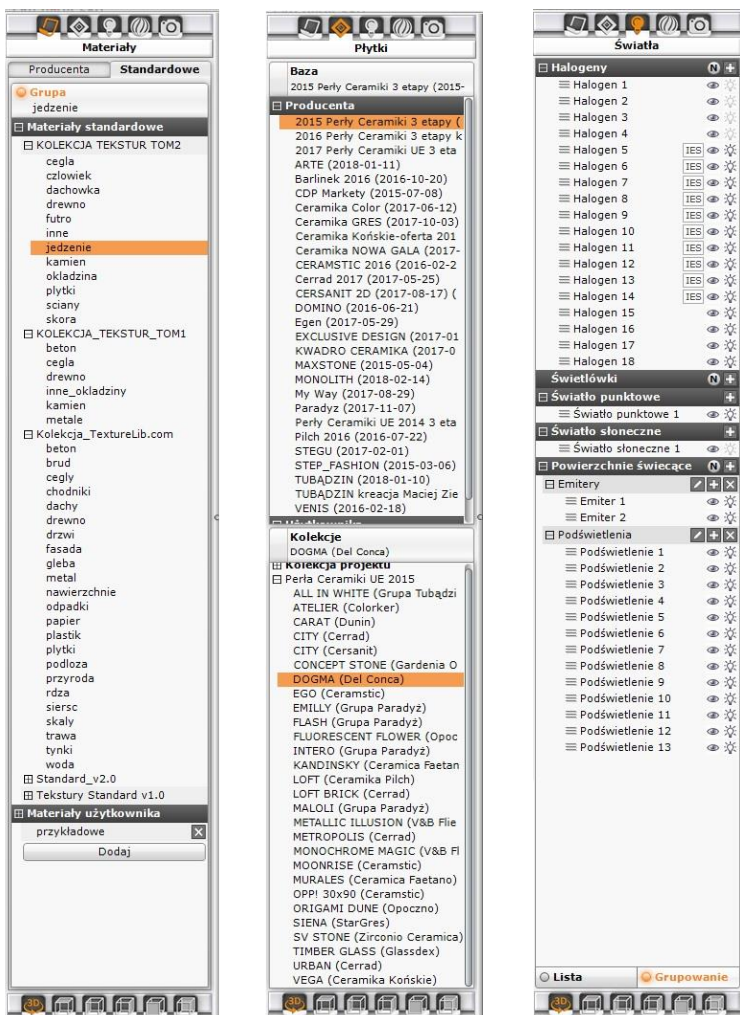 Materiały
Producenta Standardowe
Grupa
jedzenie
Materiały standardowe
KOLEKCJA TEKSTUR TOM2
cegla
czlowiek
dachowka
drewno
futro
inne
jedzenie
kamien
okladzina
plytki
sciany
skora
KOLEKCJA_TEKSTUR_TOM1
beton
cegla
drewno
inne_okladziny
kamien
metale
Kolekcja_TextureLib.com
beton
brud
cegly
chodniki
dachy
drewno
drzwi
fasada
gleba
metal
nawierzchnie
odpadki
papier
plastik
plytki
podloza
przyroda
rdza
siersc
skaly
trawa
tynki
woda
Standard_v2.0
Tekstury Standard v1.0
Materiały użytkownika
przykładowe
Dodaj
3D
Płytki
Baza
2015 Perły Ceramiki 3 etapy (2015-
Producenta
2015 Perły Ceramiki 3 etapy (
2016 Perły Ceramiki 3 etapy k
2017 Perły Ceramiki UE 3 eta
ARTE (2018-01-11)
Barlinek 2016 (2016-10-20)
CDP Markety (2015-07-08)
Ceramika Color (2017-06-12)
Ceramika GRES (2017-10-03)
Ceramika Końskie-oferta 201
Ceramika NOWA GALA (2017-
CERAMSTIC 2016 (2016-02-2
Cerrad 2017 (2017-05-25)
CERSANIT 2D (2017-08-17) (
DOMINO (2016-06-21)
Egen (2017-05-29)
EXCLUSIVE DESIGN (2017-01
KWADRO CERAMIKA (2017-0
MAXSTONE (2015-05-04)
MONOLITH (2018-02-14)
My Way (2017-08-29)
Paradyz (2017-11-07)
Perły Ceramiki UE 2014 3 eta
Pilch 2016 (2016-07-22)
STEGU (2017-02-01)
STEP_FASHION (2015-03-06)
TUBĄDZIN (2018-01-10)
TUBĄDZIN kreacja Maciej Zie
VENIS (2016-02-18)
Użytkownika
Kolekcje
DOGMA (Del Conca)
Kolekcja projektu
Perła Ceramiki UE 2015
ALL IN WHITE (Grupa Tubądzi
ATELIER (Colorker)
CARAT (Dunin)
CITY (Cerrad)
CITY (Cersanit)
CONCEPT STONE (Gardenia O
DOGMA (Del Conca)
EGO (Ceramstic)
EMILLY (Grupa Paradyż)
FLASH (Grupa Paradyż)
FLUORESCENT FLOWER (Opoc
INTERO (Grupa Paradyż)
KANDINSKY (Ceramica Faetan
LOFT (Ceramika Pilch)
LOFT BRICK (Cerrad)
MALOLI (Grupa Paradyż)
METALLIC ILLUSION (V&B Flie
METROPOLIS (Cerrad)
MONOCHROME MAGIC (V&B Fl
MOONRISE (Ceramstic)
MURALES (Ceramica Faetano)
OPP! 30x90 (Ceramstic)
ORIGAMI DUNE (Opoczno)
SIENA (StarGres)
SV STONE (Zirconio Ceramica)
TIMBER GLASS (Glassdex)
URBAN (Cerrad)
VEGA (Ceramika Końskie)
3D
Światła
Halogeny N
Halogen 1
Halogen 2
Halogen 3
Halogen 4
Halogen 5 IES
Halogen 6 IES
Halogen 7 IES
Halogen 8 IES
Halogen 9 IES
Halogen 10 IES
Halogen 11 IES
Halogen 12 IES
Halogen 13 IES
Halogen 14 IES
Halogen 15
Halogen 16
Halogen 17
Halogen 18
Świetlówki N
Światło punktowe
Światło punktowe 1
Światło słoneczne
Światło słoneczne 1
Powierzchnie świecące N
Emitery
Emiter 1
Emiter 2
Podświetlenia
Podświetlenie 1
Podświetlenie 2
Podświetlenie 3
Podświetlenie 4
Podświetlenie 5
Podświetlenie 6
Podświetlenie 7
Podświetlenie 8
Podświetlenie 9
Podświetlenie 10
Podświetlenie 11
Podświetlenie 12
Podświetlenie 13
Lista Grupowanie
3D